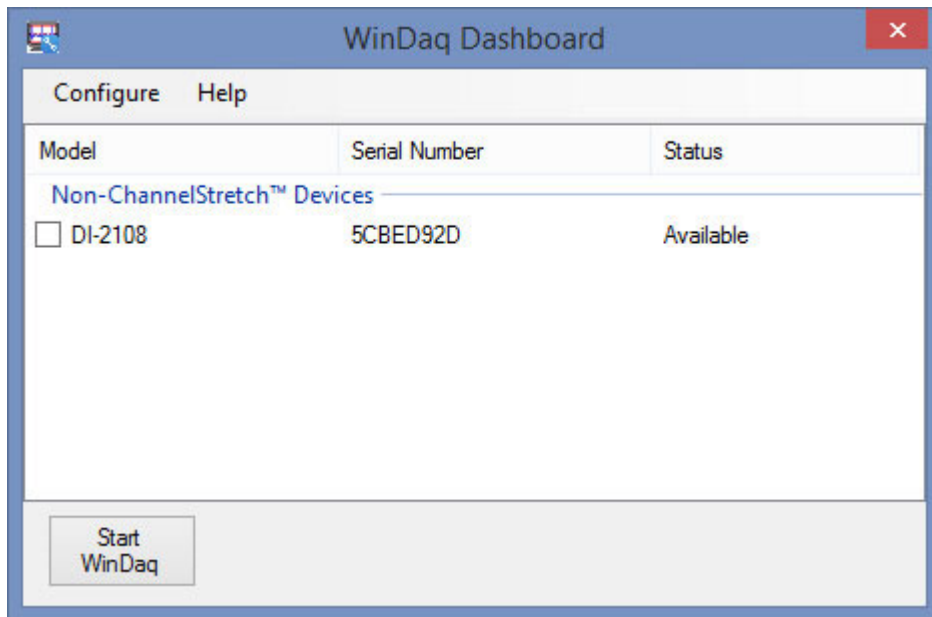 WinDaq Dashboard
Configure Help
Model Serial Number Status
Non-ChannelStretch™ Devices
DI-2108 5CBED92D Available
Start
WinDaq